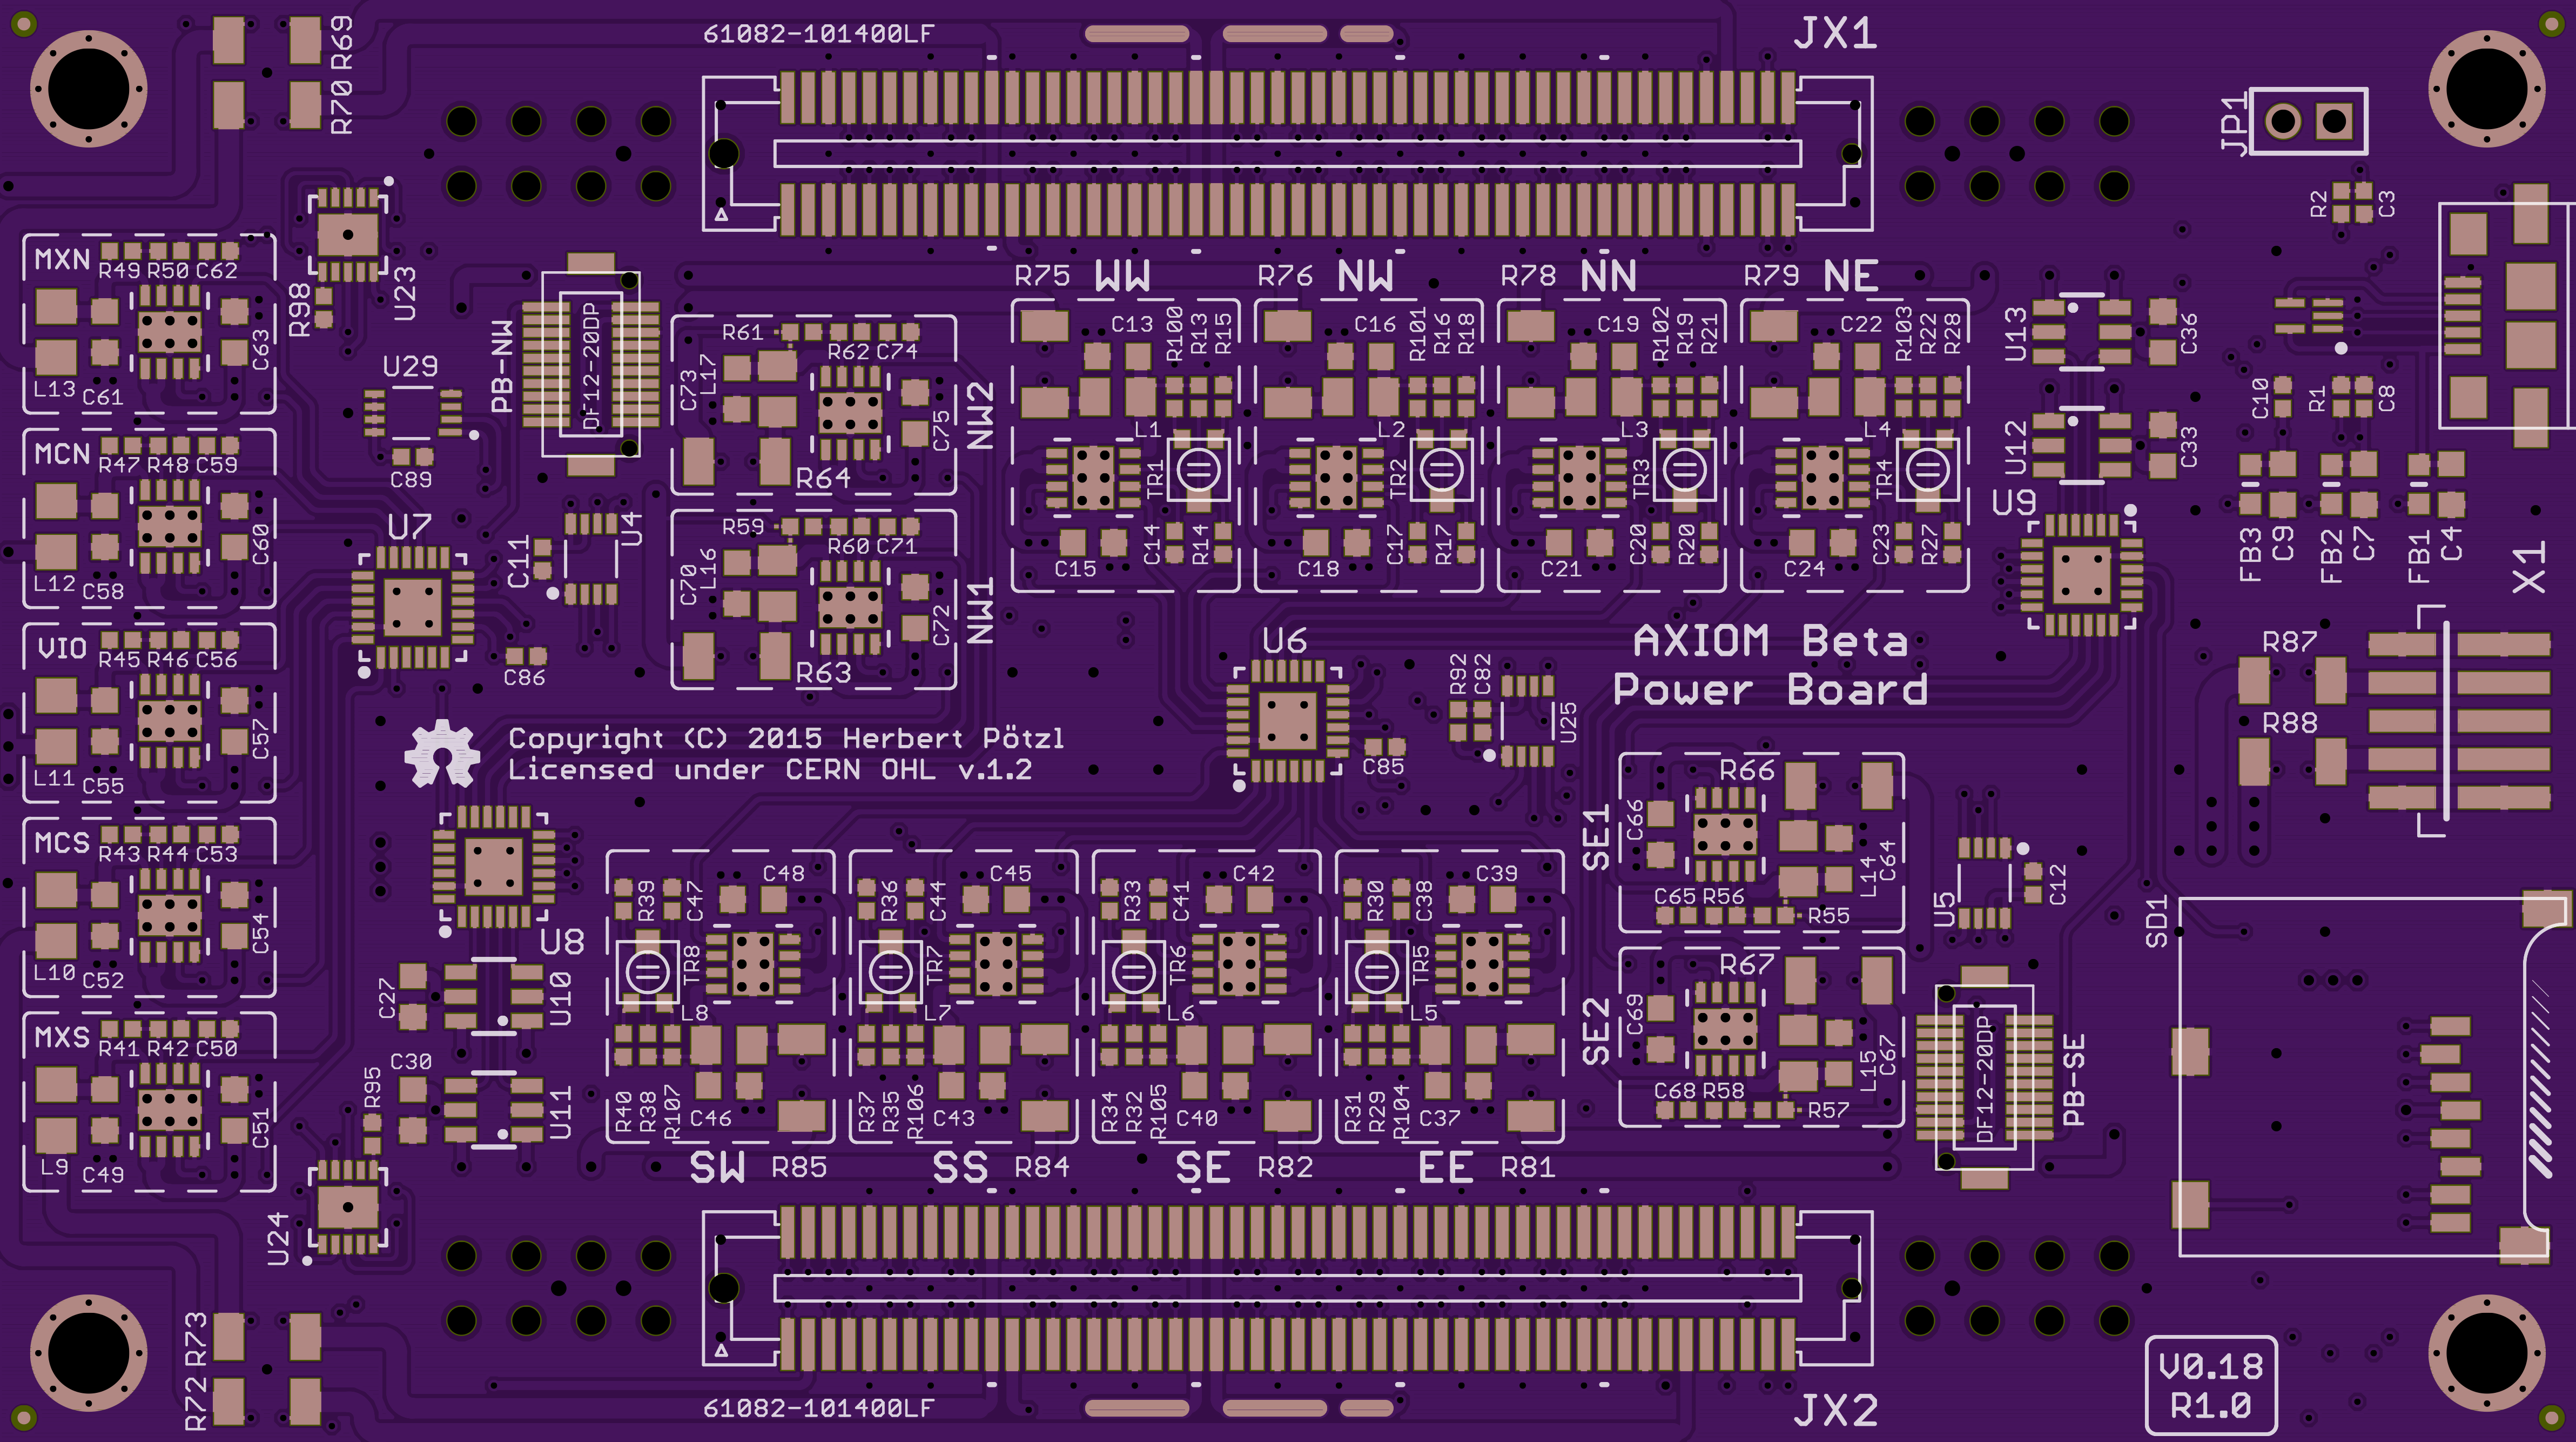 R69
R70
61082-101400LF
JX1
JP1
R2
C3
MXN
R49 R50 C62
L13
C61
C63
R98
U23
PB-NW
DF12-20DP
U29
C89
R61
R62 C74
C73
L17
C75
R64
NW2
R75
WW
C13
R100
R13
R15
L1
TR1
C14
R14
C15
R76
NW
C16
R101
R16
R18
L2
TR2
C17
R17
C18
R78
NN
C19
R102
R19
R21
L3
TR3
C20
R20
C21
R79
NE
C22
R103
R22
R28
L4
TR4
C23
R27
C24
U13
C36
U12
C33
U9
C10
R1
C8
FB3
C9
FB2
C7
FB1
C4
X1
MCN
R47 R48 C59
L12
C58
C60
U7
C11
U4
C86
R59
R60 C71
C70
L16
C72
R63
NW1
VIO
R45 R46 C56
L11
C55
C57
U6
C85
R92
C82
U25
AXIOM Beta
Power Board
R87
R88
Copyright (C) 2015 Herbert Pötzl
Licensed under CERN OHL v.1.2
MCS
R43 R44 C53
L10
C52
C54
U8
C27
U10
SE1
R66
C66
L14
C64
C65 R56
R55
U5
C12
SD1
MXS
R41 R42 C50
L9
C49
C51
R95
C30
U11
U24
R39
C47
C48
TR8
L8
R40
R38
R107
C46
SW
R85
R36
C44
C45
TR7
L7
R37
R35
R106
C43
SS
R84
R33
C41
C42
TR6
L6
R34
R32
R105
C40
SE
R82
R30
C38
C39
TR5
L5
R31
R29
R104
C37
EE
R81
SE2
R67
C69
L15
C67
C68 R58
R57
DF12-20DP
PB-SE
R73
R72
61082-101400LF
JX2
V0.18
R1.0